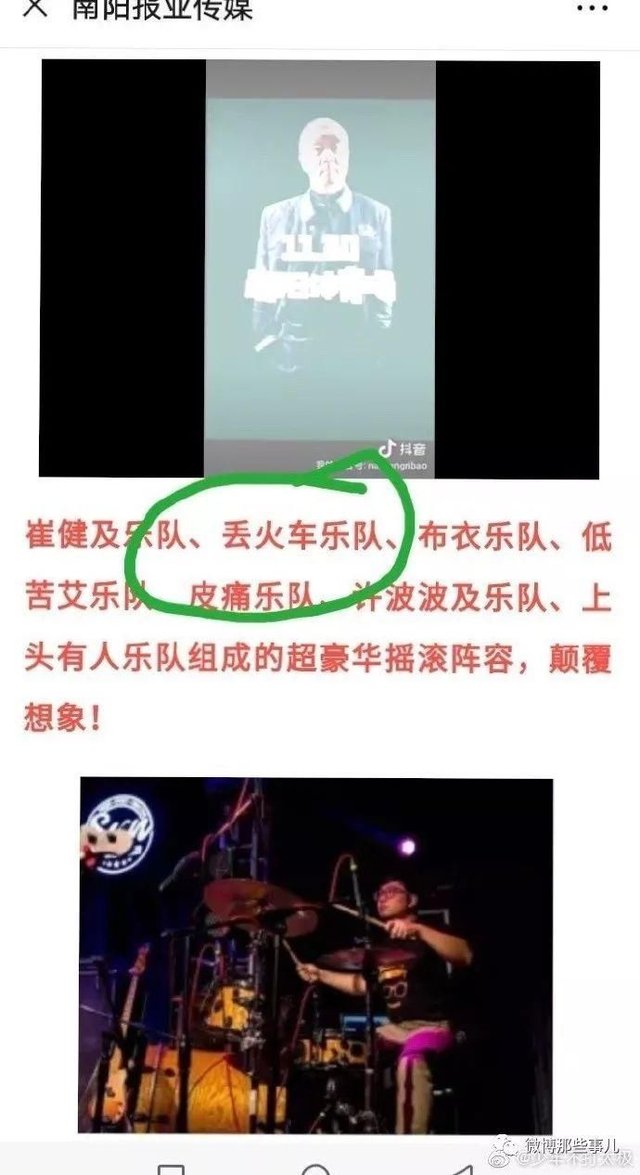 南阳报业传媒
11.30
抖音
崔健及乐队、丢火车乐队、布衣乐队、低
苦艾乐队、皮痛乐队、许波波及乐队、上
头有人乐队组成的超豪华摇滚阵容，颠覆
想象！
微博那些事儿